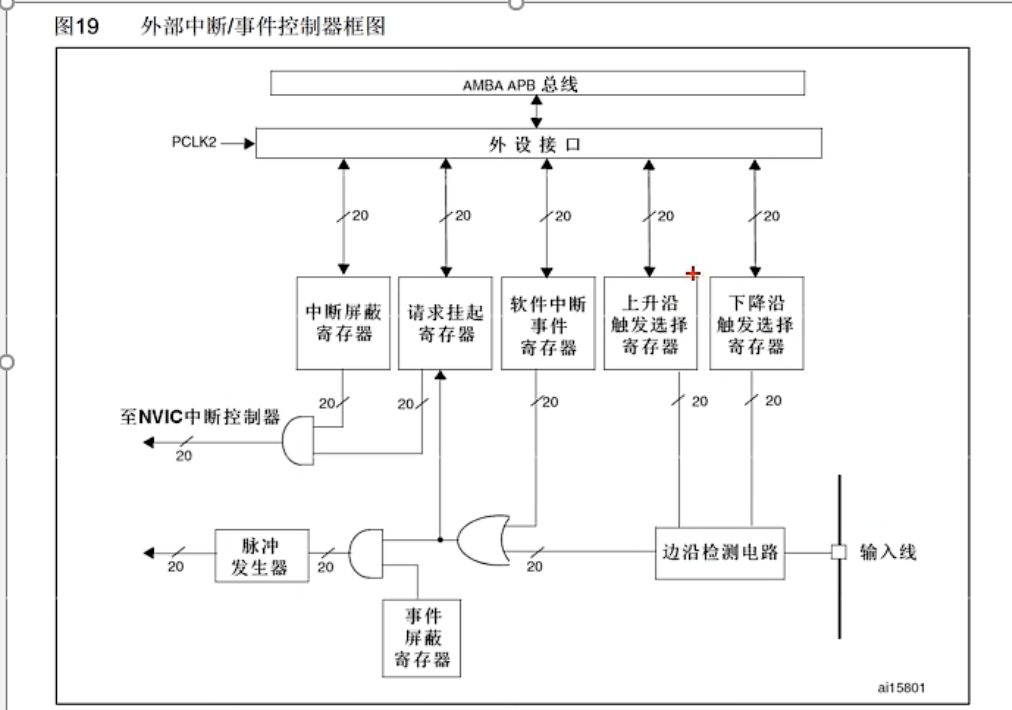 图19 外部中断/事件控制器框图
AMBA APB 总线
PCLK2
外设接口
20
20
20
20
20
中断屏蔽
寄存器
请求挂起
寄存器
软件中断
事件
寄存器
上升沿
触发选择
寄存器
下降沿
触发选择
寄存器
20
20
20
20
20
至NVIC中断控制器
20
脉冲
发生器
20
20
20
边沿检测电路
输入线
事件
屏蔽
寄存器
ai15801